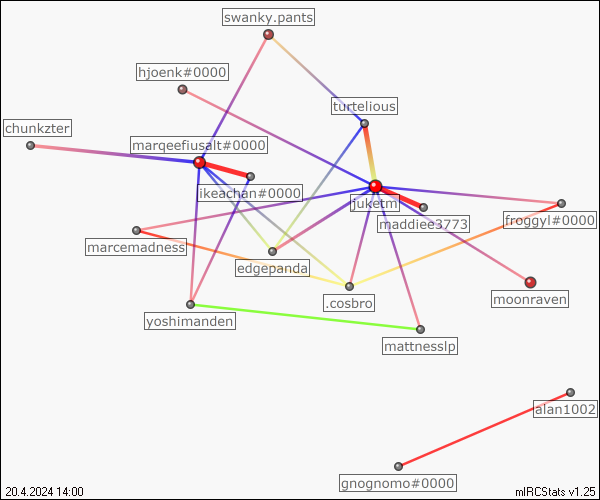 swanky.pants
hjoenk#0000
turtelious
chunkzter
marqeefiusalt#0000
ikeachan#0000
juketm
maddiee3773
froggyl#0000
marcemadness
edgepanda
.cosbro
moonraven
yoshimanden
mattnesslp
alan1002
gnognomo#0000
20.4.2024 14:00
mIRCStats v1.25